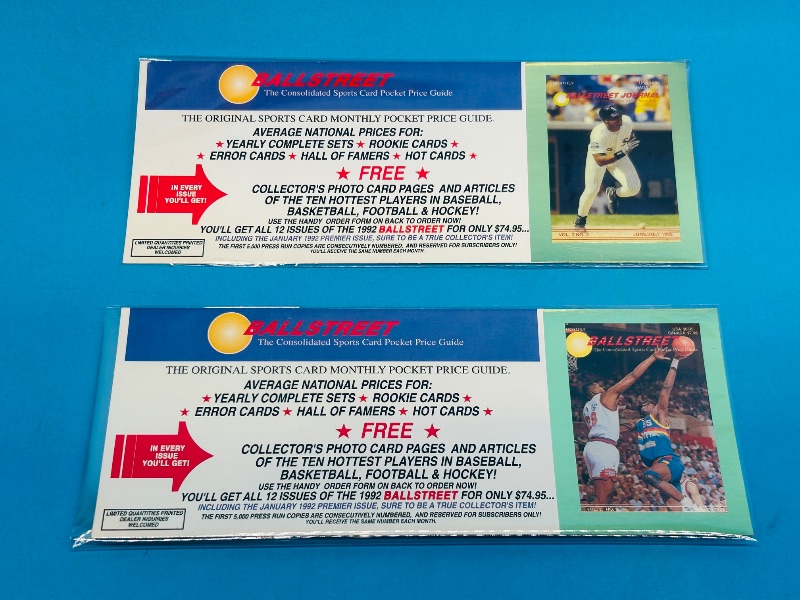 BALLSTREET
The Consolidated Sports Card Pocket Price Guide
THE ORIGINAL SPORTS CARD MONTHLY POCKET PRICE GUIDE.
AVERAGE NATIONAL PRICES FOR:
★ YEARLY COMPLETE SETS ★ ROOKIE CARDS ★
★ ERROR CARDS ★ HALL OF FAMERS ★ HOT CARDS ★
★ FREE ★
IN EVERY
ISSUE
YOU'LL GET!
COLLECTOR'S PHOTO CARD PAGES AND ARTICLES
OF THE TEN HOTTEST PLAYERS IN BASEBALL,
BASKETBALL, FOOTBALL & HOCKEY!
USE THE HANDY ORDER FORM ON BACK TO ORDER NOW!
YOU'LL GET ALL 12 ISSUES OF THE 1992 BALLSTREET FOR ONLY $74.95...
INCLUDING THE JANUARY 1992 PREMIER ISSUE, SURE TO BE A TRUE COLLECTOR'S ITEM!
THE FIRST 5,000 PRESS RUN COPIES ARE CONSECUTIVELY NUMBERED, AND RESERVED FOR SUBSCRIBERS ONLY!
YOU'LL RECEIVE THE SAME NUMBER EACH MONTH.
LIMITED QUANTITIES PRINTED
DEALER INQUIRIES
WELCOMED
BALLSTREET JOURNAL
VOL. 2 NO. 3
JUNE/JULY 1992
BALLSTREET
The Consolidated Sports Card Pocket Price Guide
THE ORIGINAL SPORTS CARD MONTHLY POCKET PRICE GUIDE.
AVERAGE NATIONAL PRICES FOR:
★ YEARLY COMPLETE SETS ★ ROOKIE CARDS ★
★ ERROR CARDS ★ HALL OF FAMERS ★ HOT CARDS ★
★ FREE ★
IN EVERY
ISSUE
YOU'LL GET!
COLLECTOR'S PHOTO CARD PAGES AND ARTICLES
OF THE TEN HOTTEST PLAYERS IN BASEBALL,
BASKETBALL, FOOTBALL & HOCKEY!
USE THE HANDY ORDER FORM ON BACK TO ORDER NOW!
YOU'LL GET ALL 12 ISSUES OF THE 1992 BALLSTREET FOR ONLY $74.95...
INCLUDING THE JANUARY 1992 PREMIER ISSUE, SURE TO BE A TRUE COLLECTOR'S ITEM!
THE FIRST 5,000 PRESS RUN COPIES ARE CONSECUTIVELY NUMBERED, AND RESERVED FOR SUBSCRIBERS ONLY!
YOU'LL RECEIVE THE SAME NUMBER EACH MONTH.
LIMITED QUANTITIES PRINTED
DEALER INQUIRIES
WELCOMED
BALLSTREET
The Consolidated Sports Card Pocket Price Guide